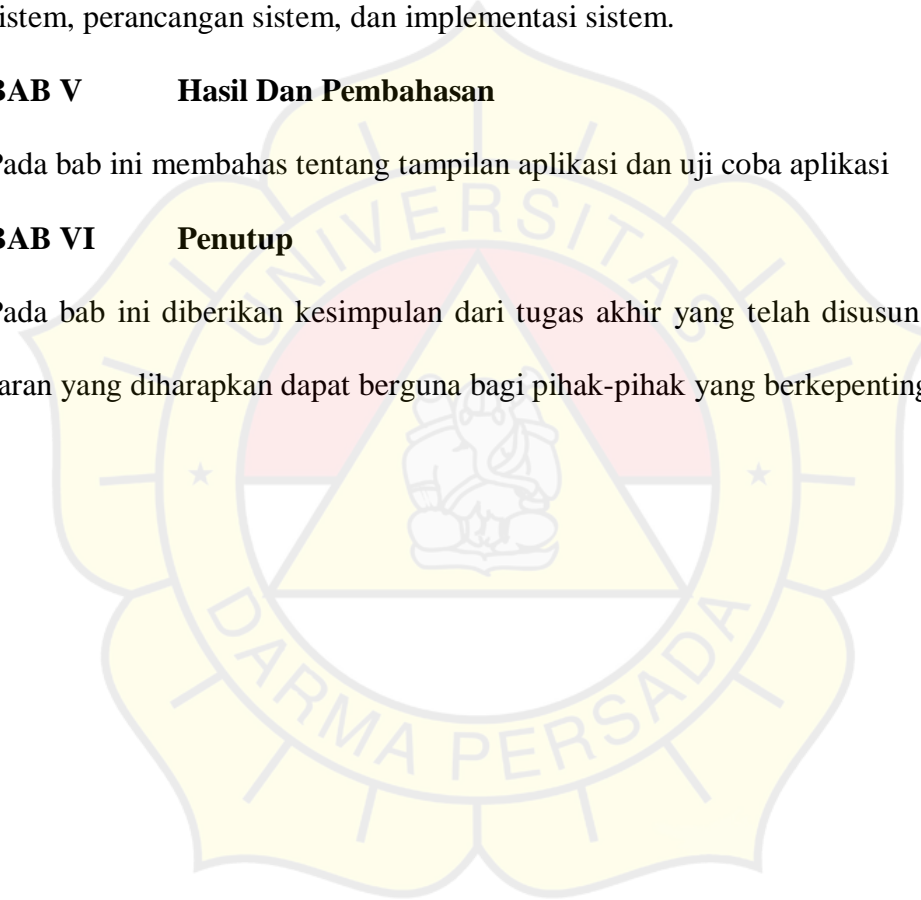 sistem, perancangan sistem, dan implementasi sistem.
BAB V Hasil Dan Pembahasan
Pada bab ini membahas tentang tampilan aplikasi dan uji coba aplikasi
BAB VI Penutup
Pada bab ini diberikan kesimpulan dari tugas akhir yang telah disusun
aran yang diharapkan dapat berguna bagi pihak-pihak yang berkepenting
UNIVERSITAS
DARMA PERSADA